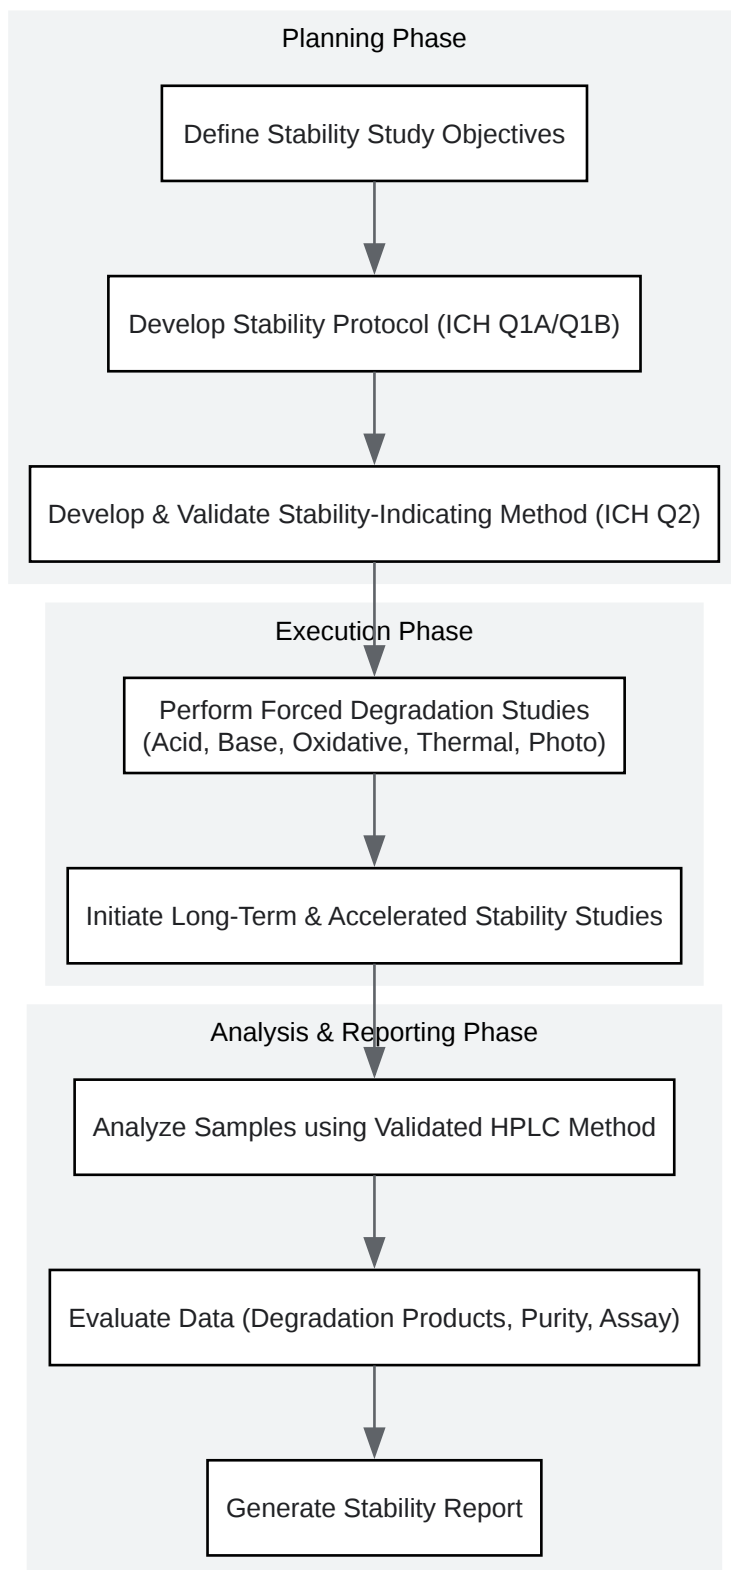 Planning Phase
Define Stability Study Objectives
Develop Stability Protocol (ICH Q1A/Q1B)
Develop & Validate Stability-Indicating Method (ICH Q2)
Execution Phase
Perform Forced Degradation Studies
(Acid, Base, Oxidative, Thermal, Photo)
Initiate Long-Term & Accelerated Stability Studies
Analysis & Reporting Phase
Analyze Samples using Validated HPLC Method
Evaluate Data (Degradation Products, Purity, Assay)
Generate Stability Report